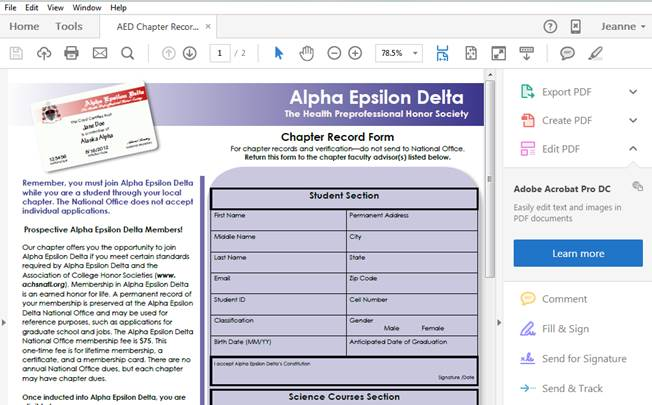 File Edit View Window Help
Home Tools AED Chapter Recor... × Jeanne
1 / 2 78.5%
Alpha Epsilon Delta
This Card Certifies that
Jane Doe
is a member of
Alaska Alpha
Alpha Epsilon Delta
The Health Preprofessional Honor Society
Chapter Record Form
For chapter records and verification—do not send to National Office.
Return this form to the chapter faculty advisor(s) listed below.
Remember, you must join Alpha Epsilon Delta
while you are a student through your local
chapter. The National Office does not accept
individual applications.
Prospective Alpha Epsilon Delta Members!
Our chapter offers you the opportunity to join
Alpha Epsilon Delta if you meet certain standards
required by Alpha Epsilon Delta and the
Association of College Honor Societies (www.
achsnatl.org). Membership in Alpha Epsilon Delta
is an earned honor for life. A permanent record of
your membership is preserved at the Alpha Epsilon
Delta National Office and may be used for
reference purposes, such as applications for
graduate school and jobs. The Alpha Epsilon Delta
National Office membership fee is $75. This
one-time fee is for lifetime membership, a
certificate, and a membership card. There are no
annual National Office dues, but each chapter
may have chapter dues.
Once inducted into Alpha Epsilon Delta, you are
Student Section
First Name Permanent Address
Middle Name City
Last Name State
Email Zip Code
Student ID Cell Number
Classification Gender
Male Female
Birth Date (MM/YY) Anticipated Date of Graduation
I accept Alpha Epsilon Delta's Constitution
Signature /Date
Science Courses Section
Export PDF
Create PDF
Edit PDF
Adobe Acrobat Pro DC
Easily edit text and images in
PDF documents
Learn more
Comment
Fill & Sign
Send for Signature
Send & Track